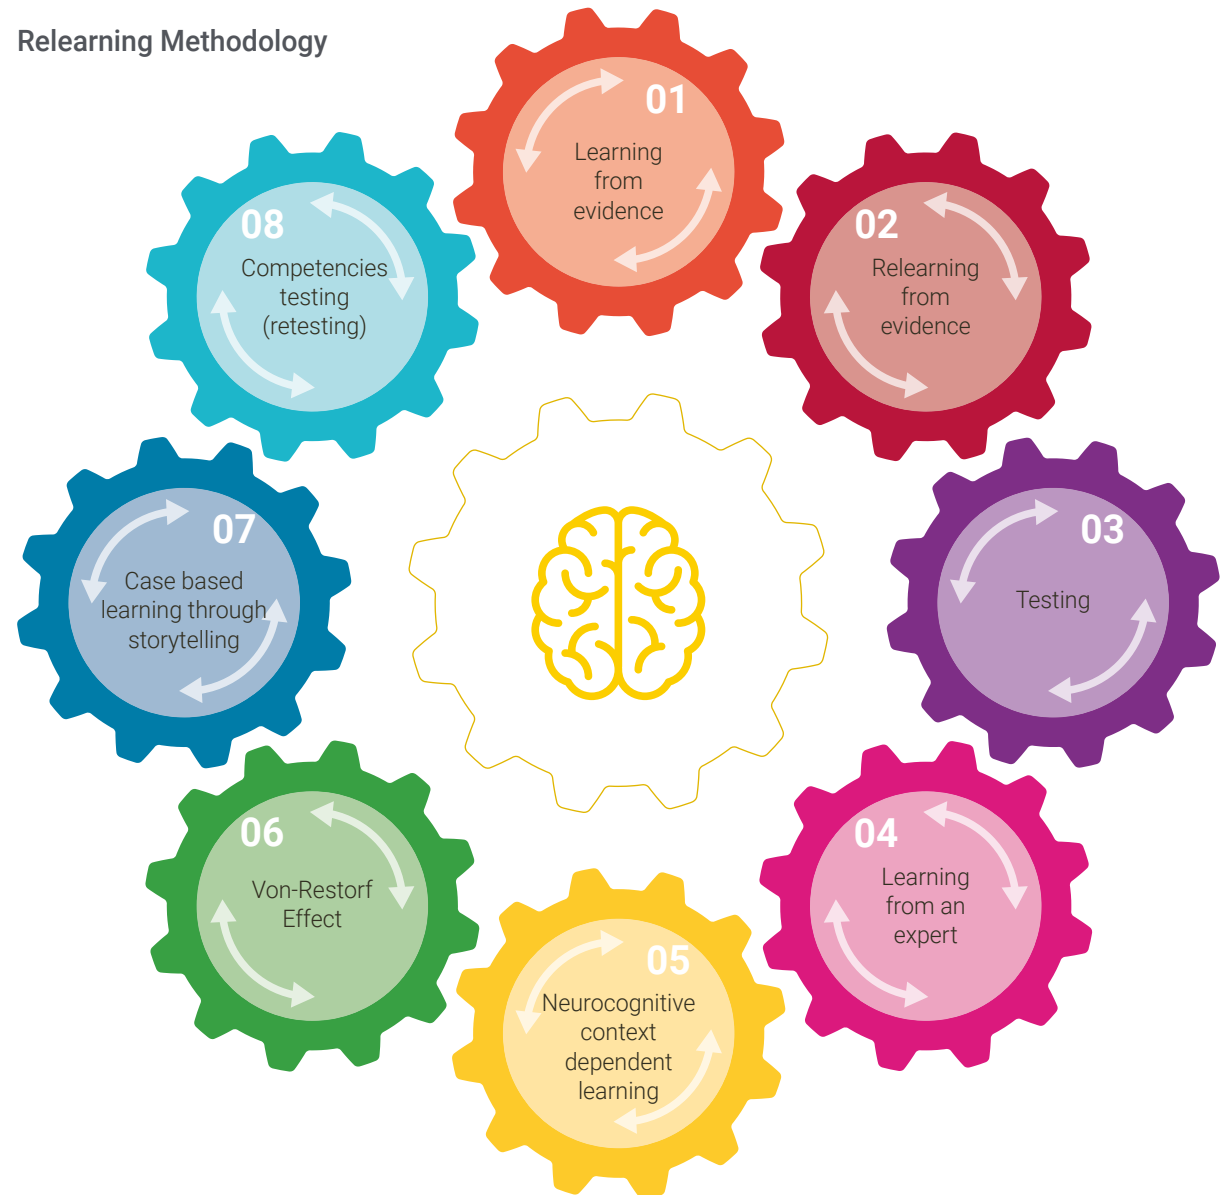 Relearning Methodology
01
Learning
from
evidence
02
Relearning
from
evidence
03
Testing
04
Learning
from an
expert
05
Neurocognitive
context
dependent
learning
06
Von-Restorf
Effect
07
Case based
learning through
storytelling
08
Competencies
testing
(retesting)